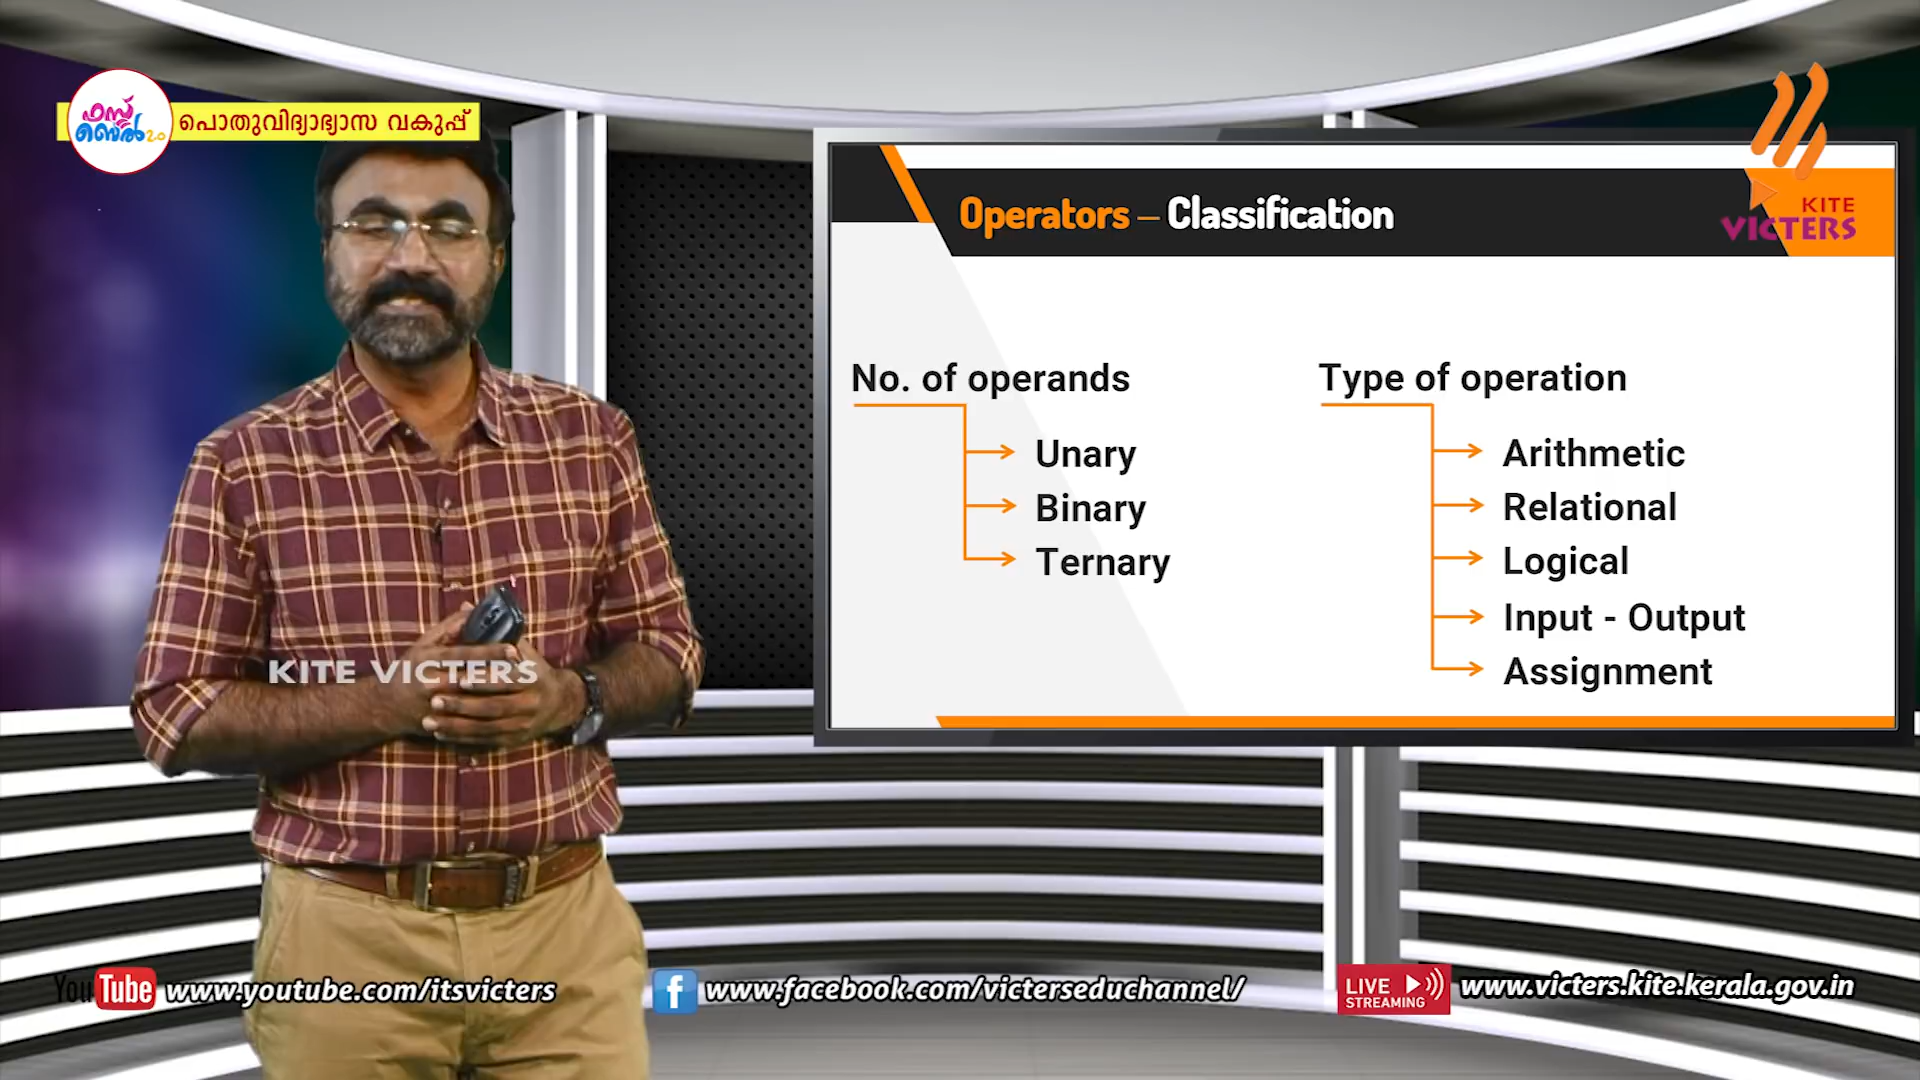 ഫസ്റ്റ്
ബെൽ 2.0
പൊതുവിദ്യാഭ്യാസ വകുപ്പ്
Operators – Classification
KITE
VICTERS
No. of operands
Unary
Binary
Ternary
Type of operation
Arithmetic
Relational
Logical
Input - Output
Assignment
KITE VICTERS
YouTube www.youtube.com/itsvicters
f www.facebook.com/victerseduchannel/
LIVE
STREAMING
www.victers.kite.kerala.gov.in